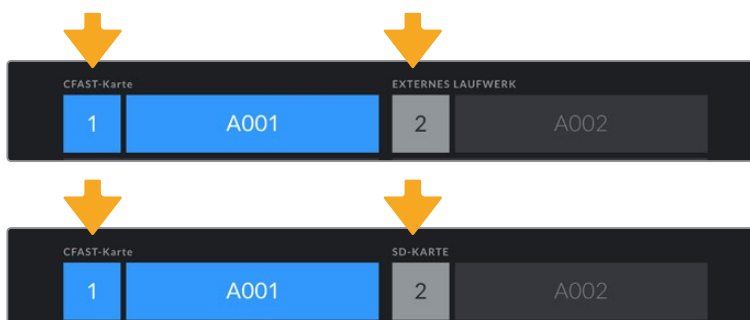 CFAST-Karte EXTERNES LAUFWERK
1 A001 2 A002
CFAST-Karte SD-KARTE
1 A001 2 A002